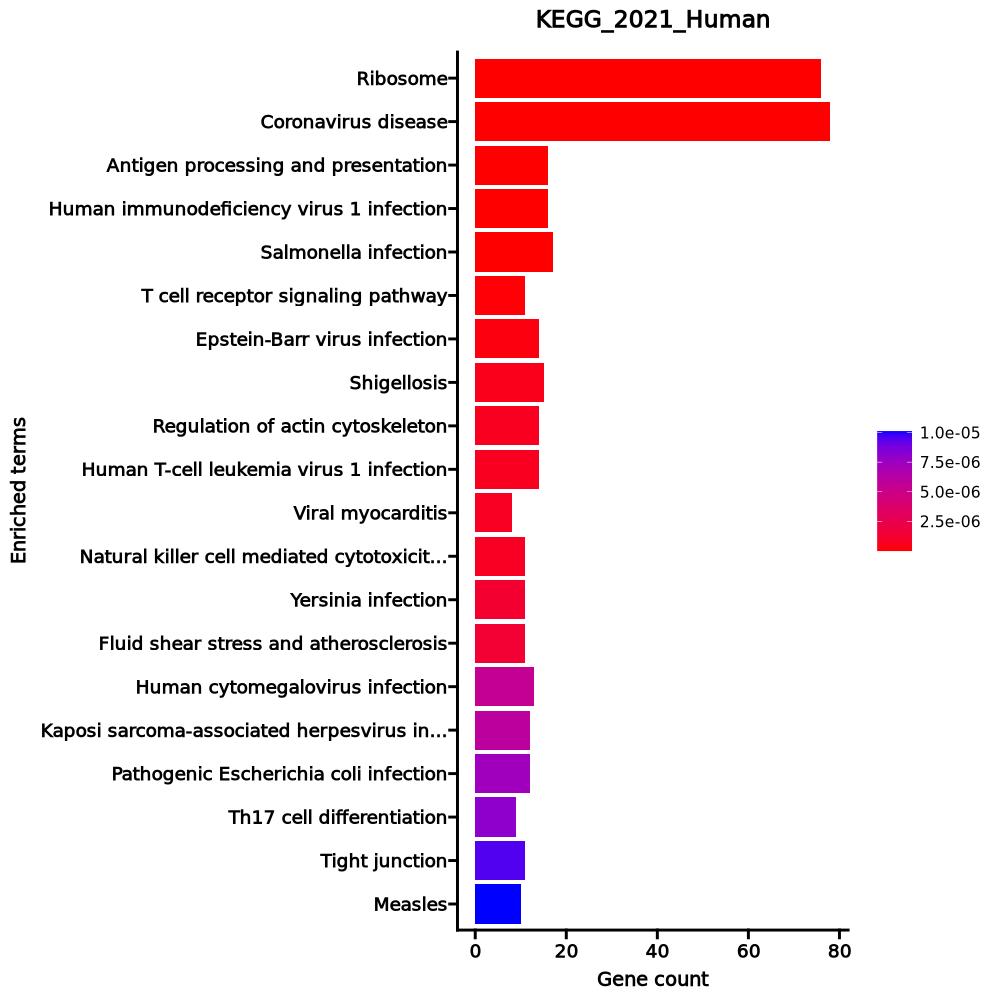 KEGG_2021_Human
Ribosome
Coronavirus disease
Antigen processing and presentation
Human immunodeficiency virus 1 infection
Salmonella infection
T cell receptor signaling pathway
Epstein-Barr virus infection
Shigellosis
Regulation of actin cytoskeleton
Human T-cell leukemia virus 1 infection
Viral myocarditis
Natural killer cell mediated cytotoxicit...
Yersinia infection
Fluid shear stress and atherosclerosis
Human cytomegalovirus infection
Kaposi sarcoma-associated herpesvirus in...
Pathogenic Escherichia coli infection
Th17 cell differentiation
Tight junction
Measles
Enriched terms
0 20 40 60 80
Gene count
1.0e-05
7.5e-06
5.0e-06
2.5e-06